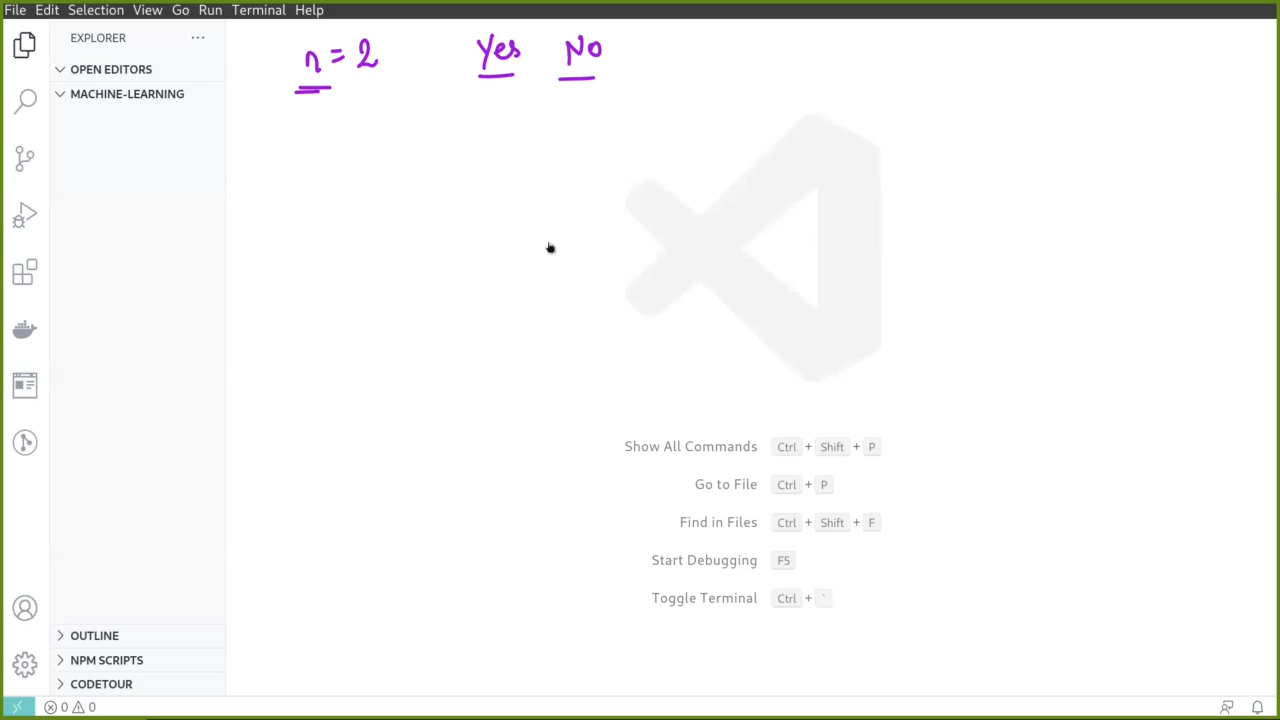 File Edit Selection View Go Run Terminal Help
EXPLORER ...
OPEN EDITORS
MACHINE-LEARNING
n = 2 Yes No
Show All Commands Ctrl + Shift + P
Go to File Ctrl + P
Find in Files Ctrl + Shift + F
Start Debugging F5
Toggle Terminal Ctrl + `
OUTLINE
NPM SCRIPTS
CODETOUR
0 0